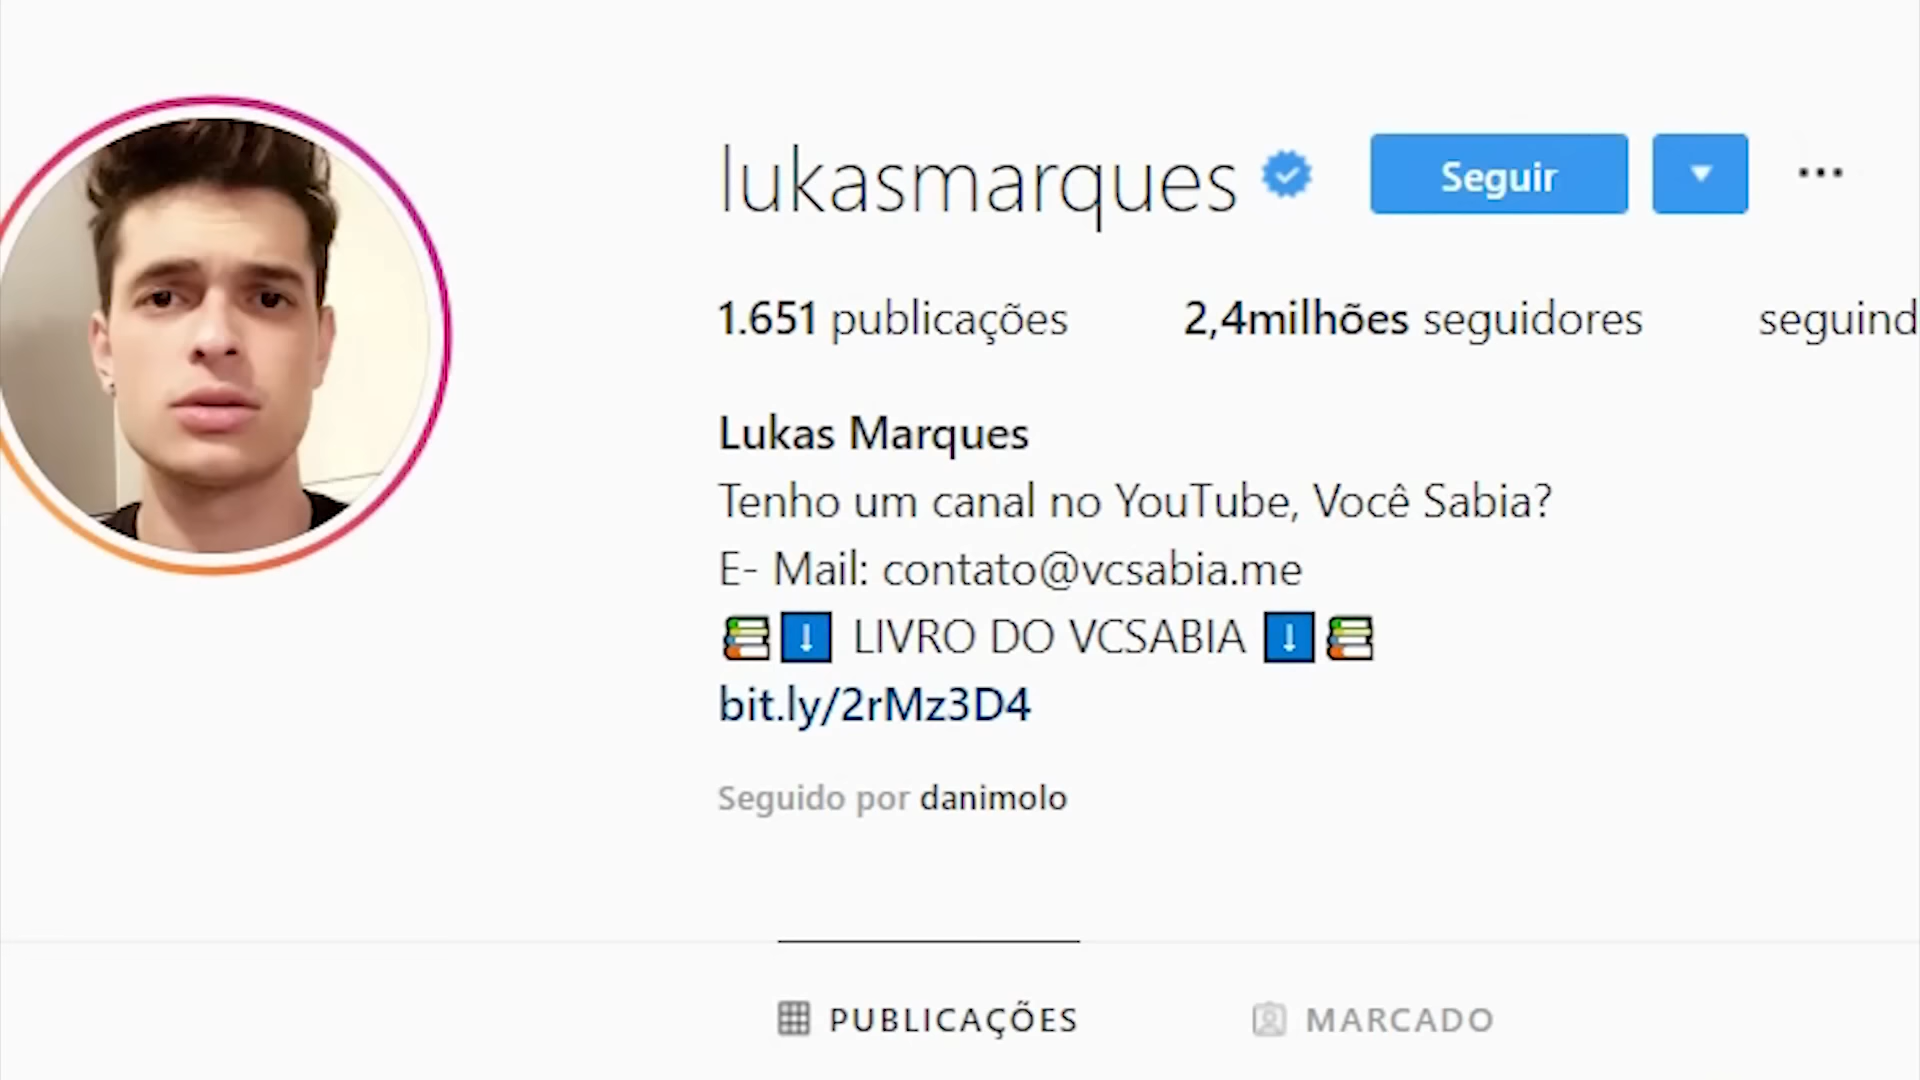 lukasmarques Seguir
1.651 publicações 2,4milhões seguidores seguind
Lukas Marques
Tenho um canal no YouTube, Você Sabia?
E- Mail: contato@vcsabia.me
LIVRO DO VCSABIA
bit.ly/2rMz3D4
Seguido por danimolo
PUBLICAÇÕES MARCADO